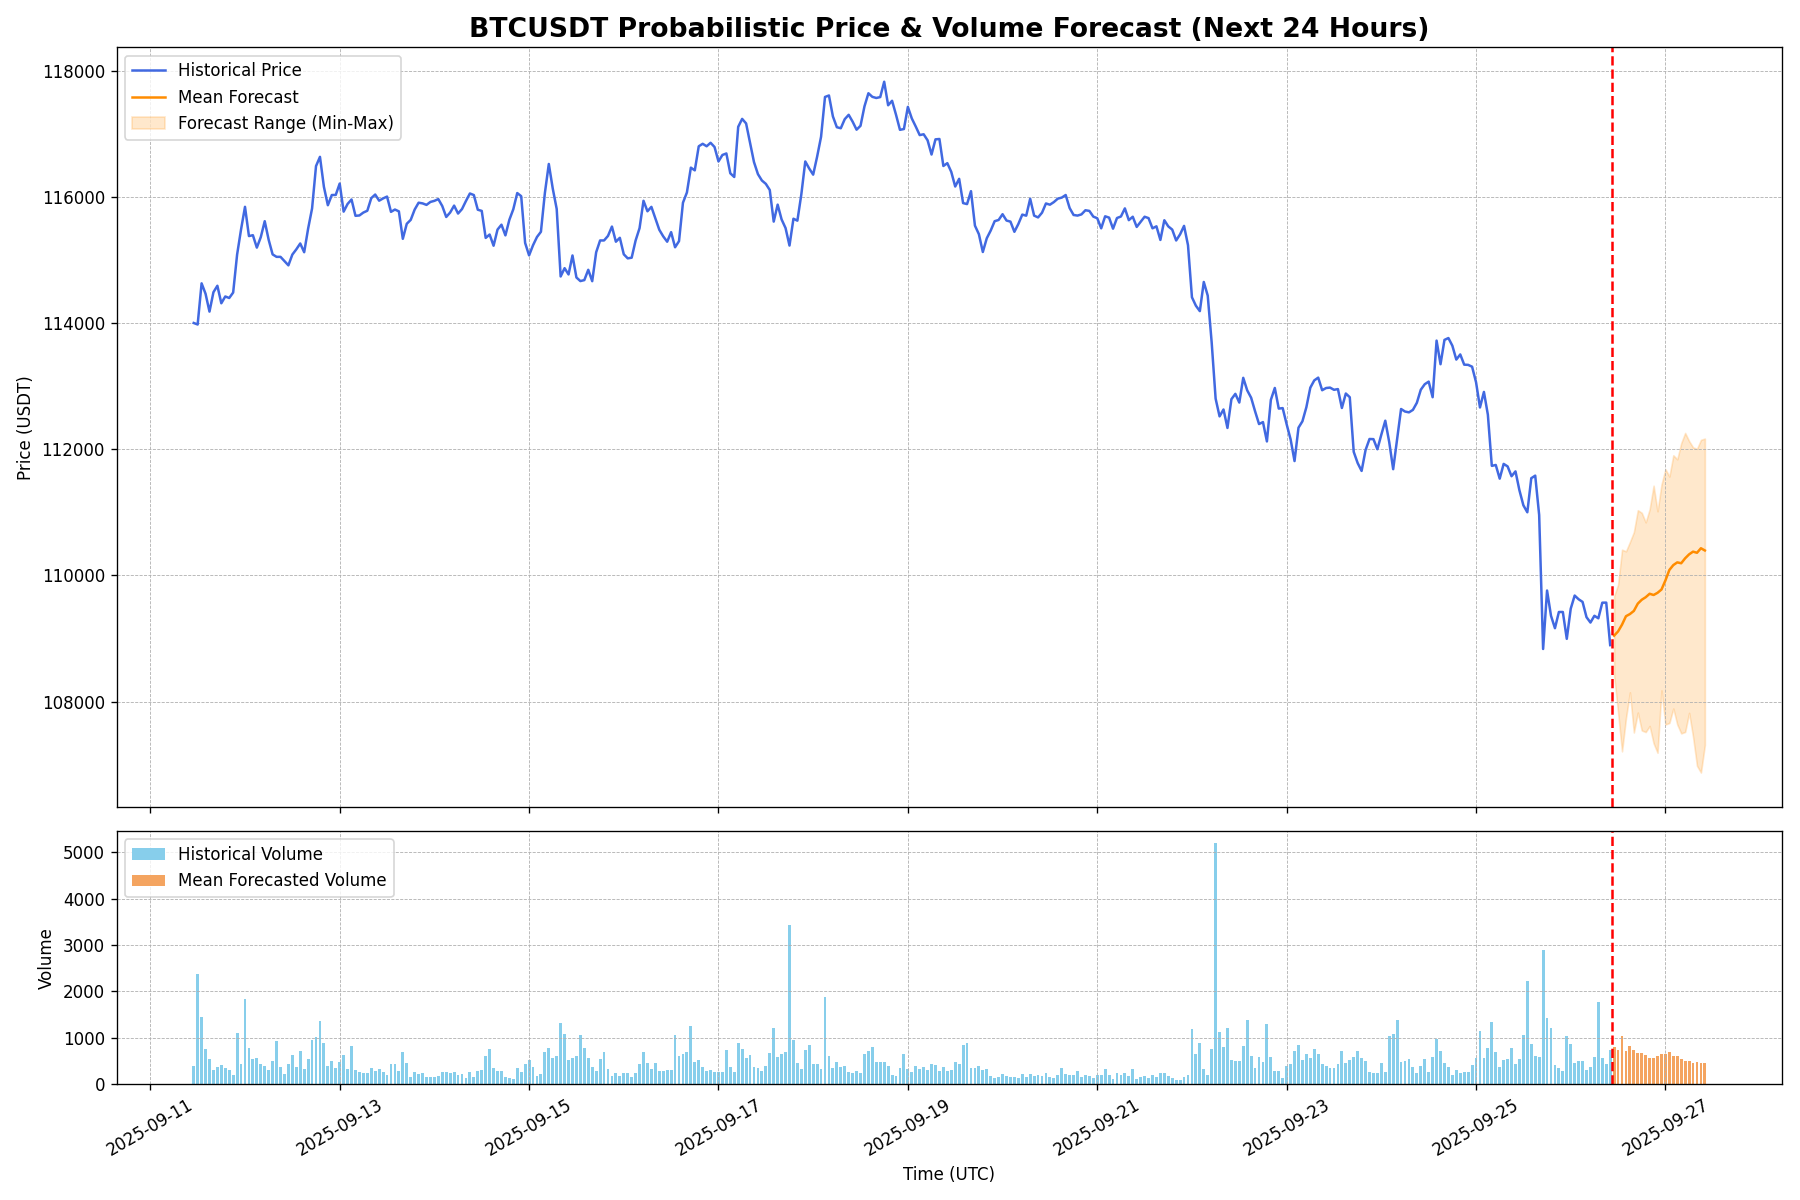 BTCUSDT Probabilistic Price & Volume Forecast (Next 24 Hours)
Historical Price
Mean Forecast
Forecast Range (Min-Max)
118000
116000
114000
112000
110000
108000
Price (USDT)
Historical Volume
Mean Forecasted Volume
5000
4000
3000
2000
1000
0
Volume
2025-09-11
2025-09-13
2025-09-15
2025-09-17
2025-09-19
2025-09-21
2025-09-23
2025-09-25
2025-09-27
Time (UTC)